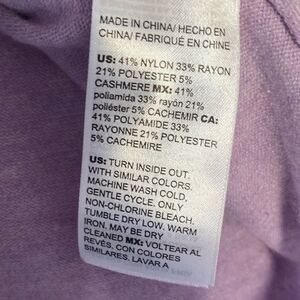 MADE IN CHINA/ HECHO EN
CHINA/ FABRIQUÉ EN CHINE
US: 41% NYLON 33% RAYON
21% POLYESTER 5%
CASHMERE MX: 41%
poliamida 33% rayón 21%
poliéster 5% CACHEMIR CA:
41% POLYAMIDE 33%
RAYONNE 21% POLYESTER
5% CACHEMIRE
US: TURN INSIDE OUT.
WITH SIMILAR COLORS.
MACHINE WASH COLD,
GENTLE CYCLE. ONLY
NON-CHLORINE BLEACH.
TUMBLE DRY LOW. WARM
IRON. MAY BE DRY
CLEANED MX: VOLTEAR AL
REVÉS. CON COLORES
SIMILARES. LAVAR A